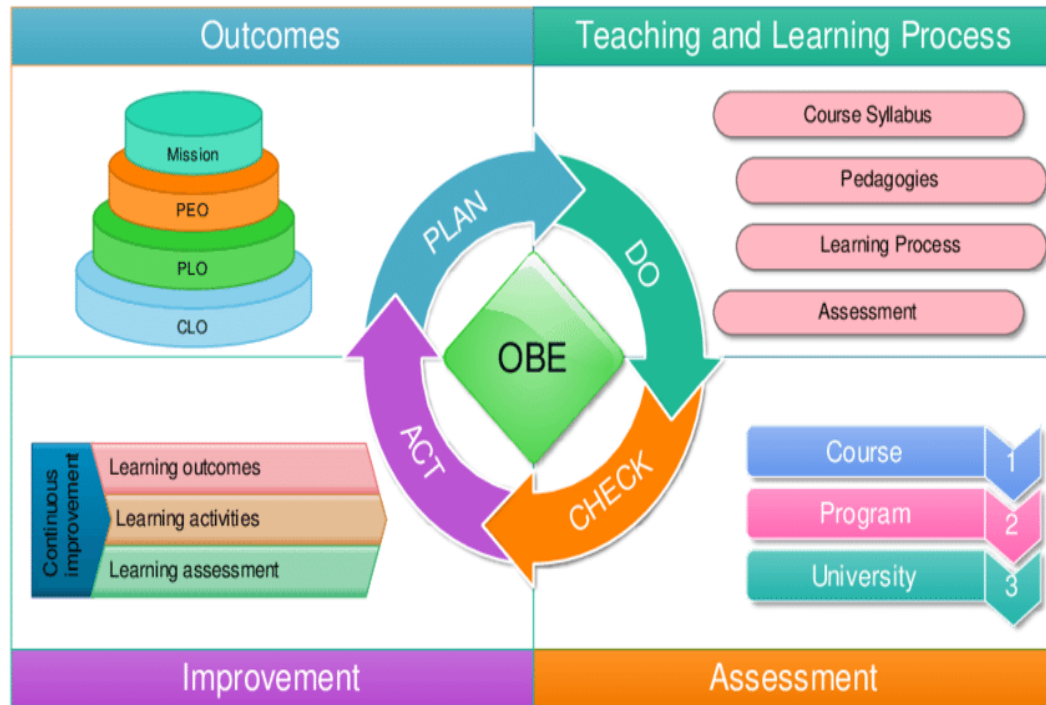 Outcomes
Teaching and Learning Process
Mission
PEO
PLO
CLO
Course Syllabus
Pedagogies
Learning Process
Assessment
PLAN
DO
CHECK
ACT
OBE
Continuous
improvement
Learning outcomes
Learning activities
Learning assessment
Course 1
Program 2
University 3
Improvement
Assessment